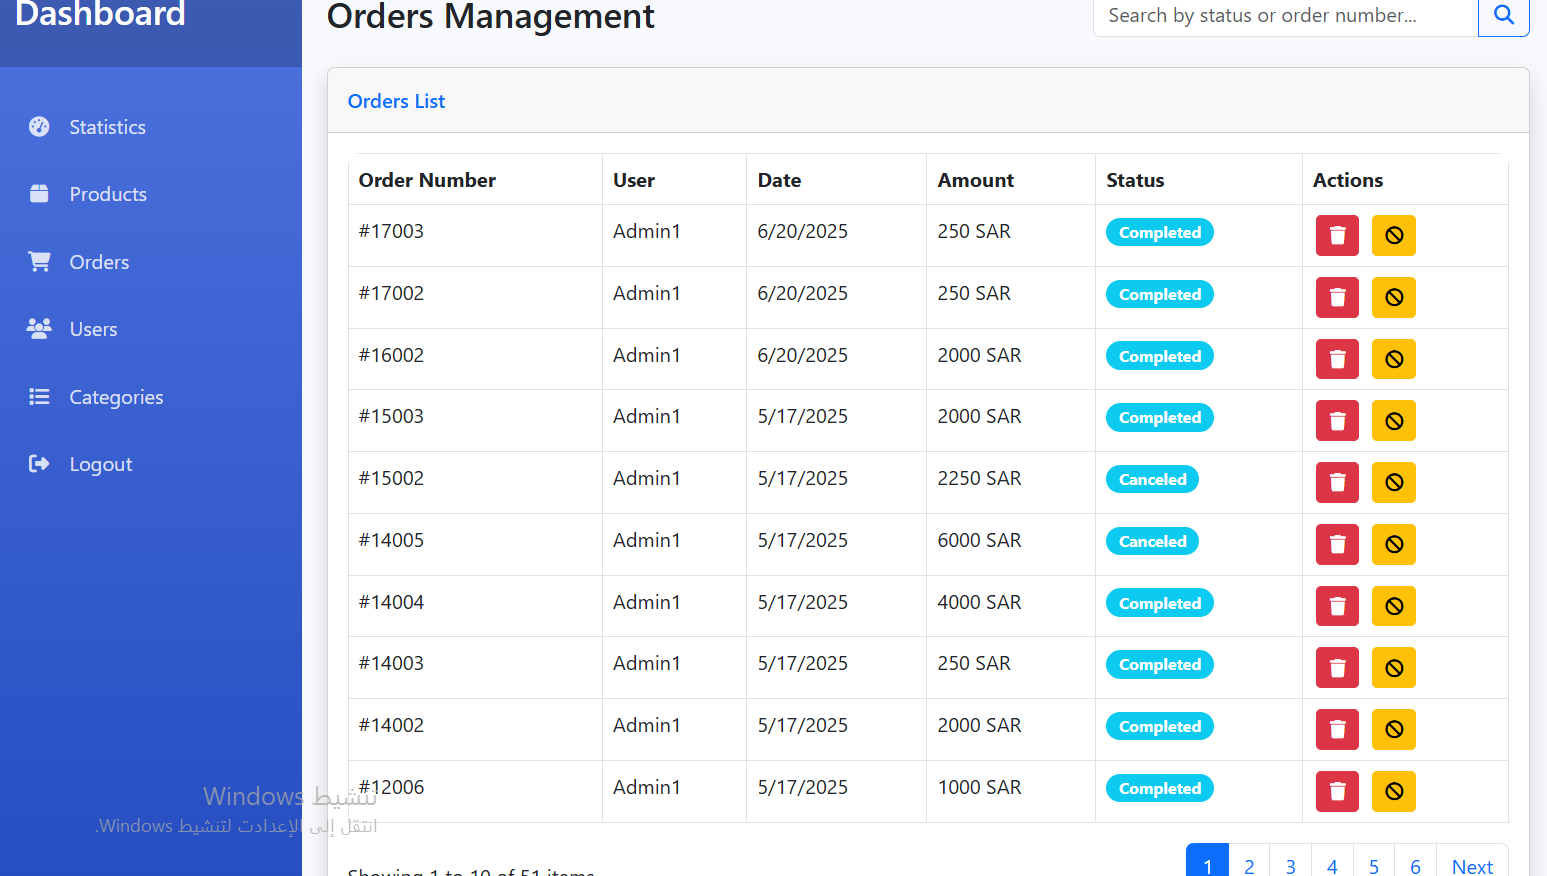 Dashboard
Statistics
Products
Orders
Users
Categories
Logout
Orders Management
Search by status or order number...
Orders List
Order Number User Date Amount Status Actions
#17003 Admin1 6/20/2025 250 SAR Completed
#17002 Admin1 6/20/2025 250 SAR Completed
#16002 Admin1 6/20/2025 2000 SAR Completed
#15003 Admin1 5/17/2025 2000 SAR Completed
#15002 Admin1 5/17/2025 2250 SAR Canceled
#14005 Admin1 5/17/2025 6000 SAR Canceled
#14004 Admin1 5/17/2025 4000 SAR Completed
#14003 Admin1 5/17/2025 250 SAR Completed
#14002 Admin1 5/17/2025 2000 SAR Completed
#12006 Admin1 5/17/2025 1000 SAR Completed
تنشيط Windows
انتقل إلى الإعدادت لتنشيط Windows.
Showing 1 to 10 of 51 items
1 2 3 4 5 6 Next